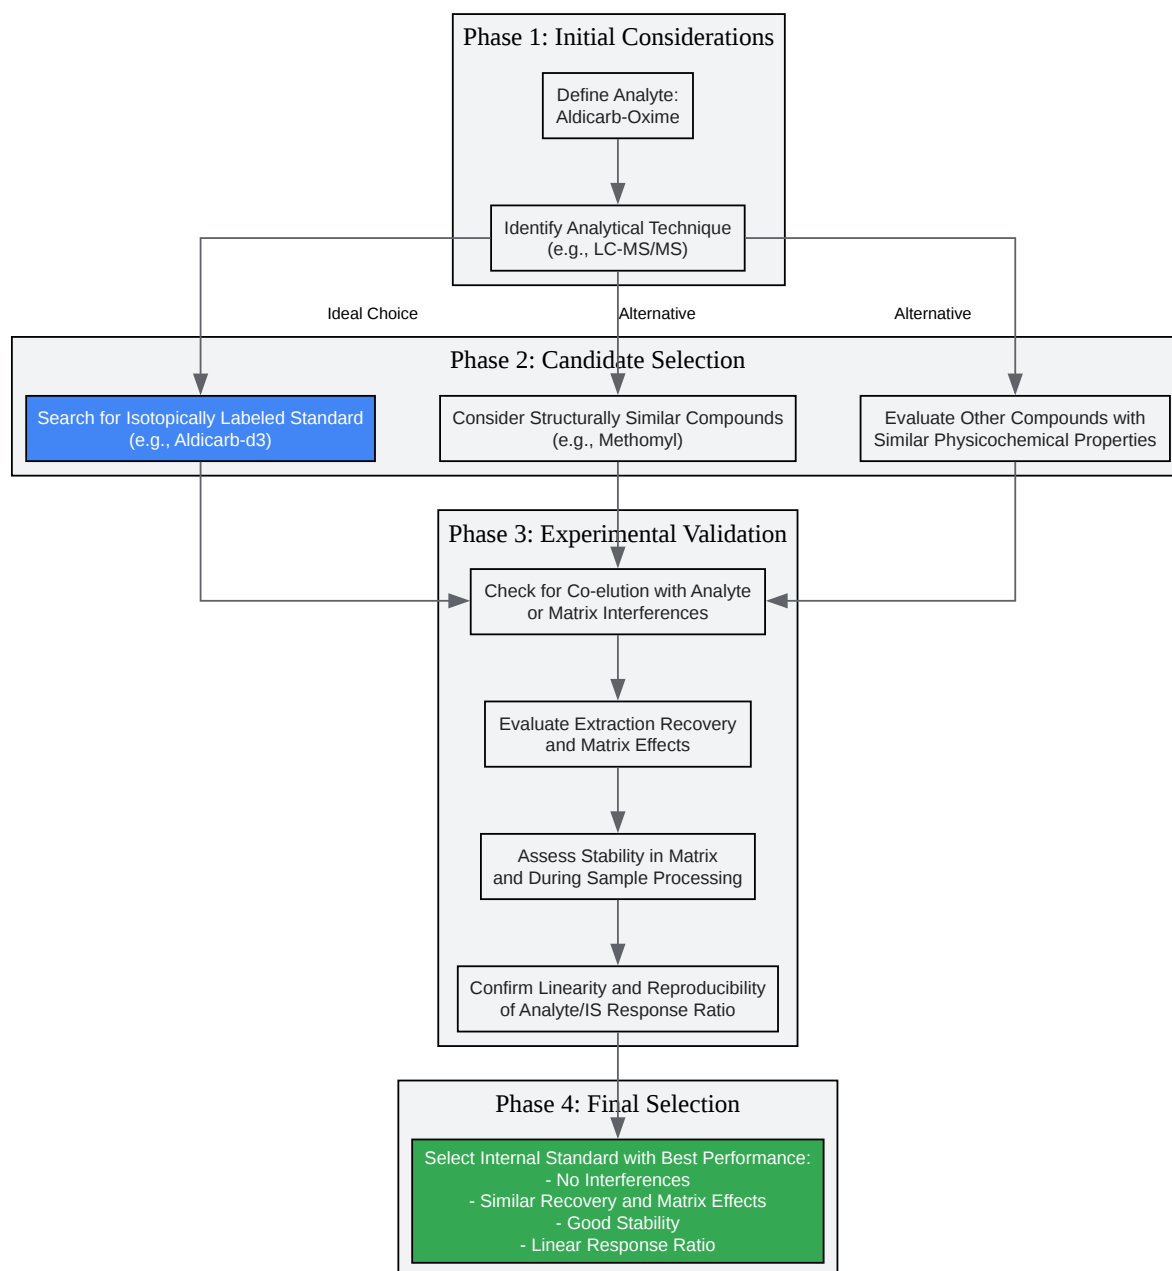 Phase 1: Initial Considerations
Define Analyte:
Aldicarb-Oxime
Identify Analytical Technique
(e.g., LC-MS/MS)
Ideal Choice
Alternative
Alternative
Phase 2: Candidate Selection
Search for Isotopically Labeled Standard
(e.g., Aldicarb-d3)
Consider Structurally Similar Compounds
(e.g., Methomyl)
Evaluate Other Compounds with
Similar Physicochemical Properties
Phase 3: Experimental Validation
Check for Co-elution with Analyte
or Matrix Interferences
Evaluate Extraction Recovery
and Matrix Effects
Assess Stability in Matrix
and During Sample Processing
Confirm Linearity and Reproducibility
of Analyte/IS Response Ratio
Phase 4: Final Selection
Select Internal Standard with Best Performance:
- No Interferences
- Similar Recovery and Matrix Effects
- Good Stability
- Linear Response Ratio